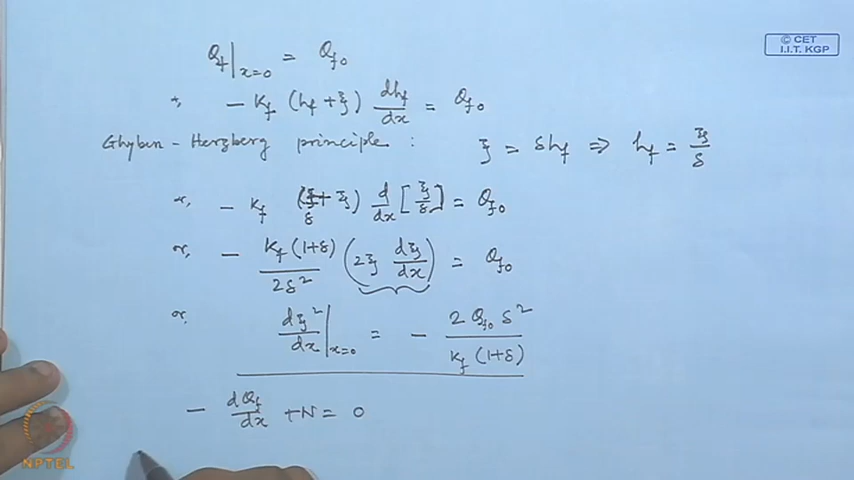 © CET
I.I.T. KGP
Q_f|_{x=0} = Q_{f0}
or, - K_f (h_f + ξ) dh_f/dx = Q_{f0}
Ghyben - Herzberg principle : ξ = δh_f ⇒ h_f = ξ/δ
or, - K_f (ξ/δ + ξ) d/dx [ξ/δ] = Q_{f0}
or, - K_f (1+δ)/2δ² (2ξ dξ/dx) = Q_{f0}
or, dξ²/dx|_{x=0} = - 2 Q_{f0} δ²/K_f (1+δ)
- dQ_f/dx + N = 0
NPTEL